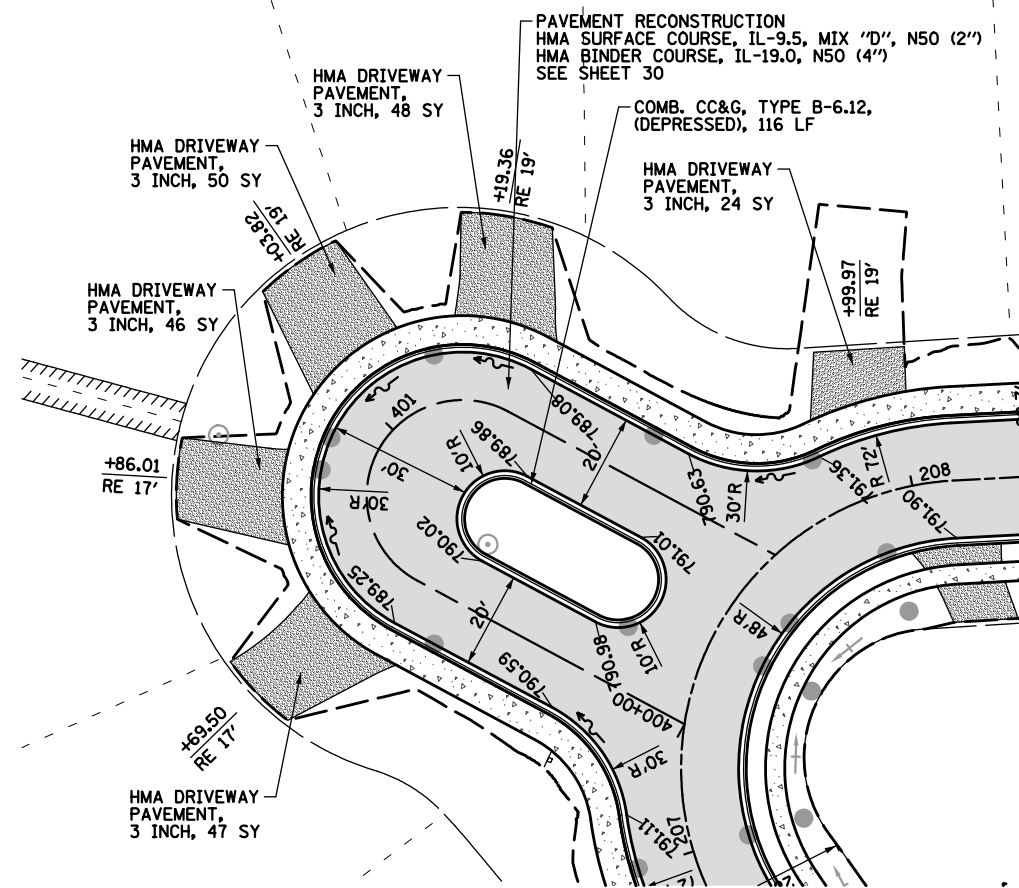 PAVEMENT RECONSTRUCTION
HMA SURFACE COURSE, IL-9.5, MIX "D", N50 (2")
HMA BINDER COURSE, IL-19.0, N50 (4")
SEE SHEET 30
HMA DRIVEWAY
PAVEMENT,
3 INCH, 48 SY
COMB. CC&G, TYPE B-6.12,
(DEPRESSED), 116 LF
HMA DRIVEWAY
PAVEMENT,
3 INCH, 50 SY
HMA DRIVEWAY
PAVEMENT,
3 INCH, 24 SY
+19.36
RE 19'
+03.82
RE 19'
+99.97
RE 19'
HMA DRIVEWAY
PAVEMENT,
3 INCH, 46 SY
401
789.08
789.86
10'R
20'
30'
30'R
790.63
30'R
791.36
R 72'
208
791.90
+86.01
RE 17'
790.02
791.01
789.25
20'
790.59
790.98
10'R
48'R
400+00
30'R
791.11
207
+69.50
RE 17'
HMA DRIVEWAY
PAVEMENT,
3 INCH, 47 SY